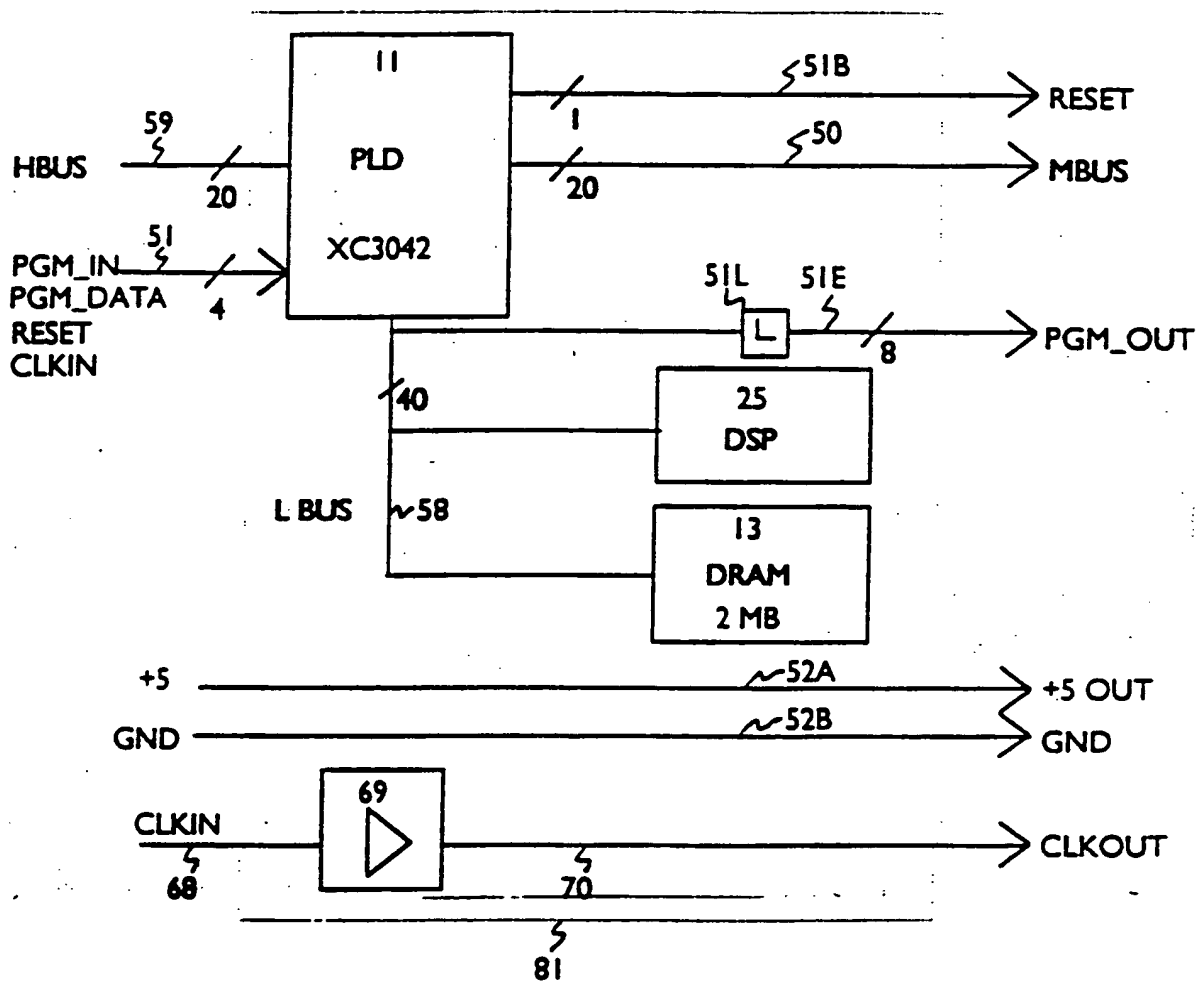 11
PLD
XC3042
59
HBUS
20
51
PGM_IN
PGM_DATA
4
RESET
CLKIN
51B
1
RESET
50
20
MBUS
51L
51E
L
8
PGM_OUT
40
25
DSP
L BUS
58
13
DRAM
2 MB
+5
52A
+5 OUT
GND
52B
GND
69
CLKIN
68
70
CLKOUT
81